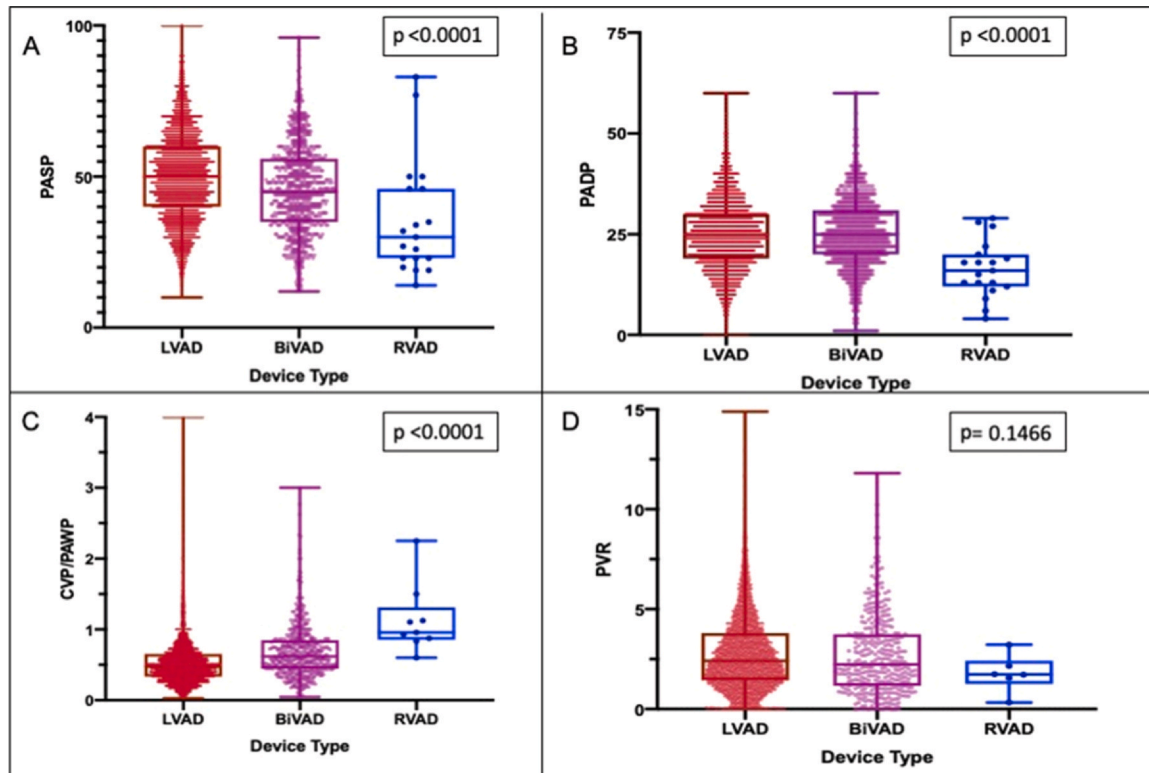 A
p <0.0001
100
50
0
PASP
LVAD BiVAD RVAD
Device Type
B
p <0.0001
75
50
25
0
PADP
LVAD BiVAD RVAD
Device Type
C
p <0.0001
4
3
2
1
0
CVP/PAWP
LVAD BiVAD RVAD
Device Type
D
p= 0.1466
15
10
5
0
PVR
LVAD BiVAD RVAD
Device Type